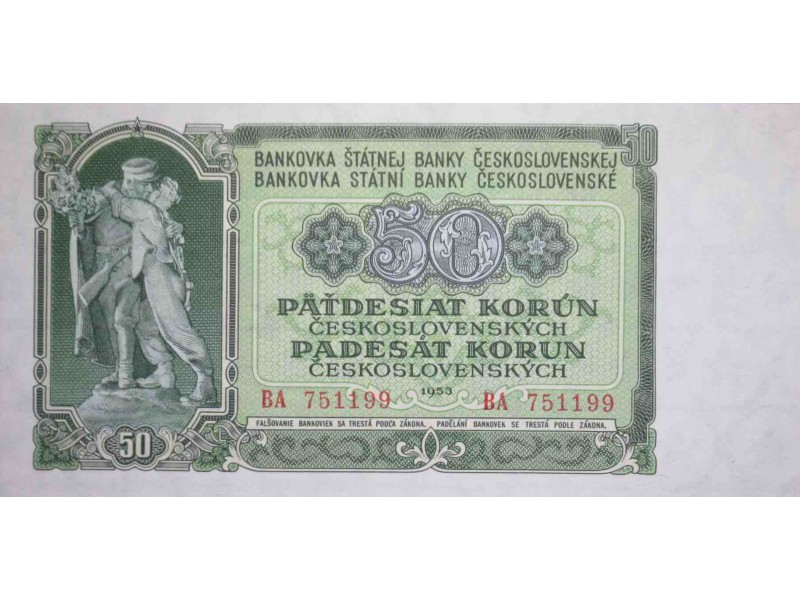 50
BANKOVKA ŠTÁTNEJ BANKY ČESKOSLOVENSKEJ
BANKOVKA STÁTNÍ BANKY ČESKOSLOVENSKÉ
50
PÄŤDESIAT KORÚN
ČESKOSLOVENSKÝCH
PADESÁT KORUN
ČESKOSLOVENSKÝCH
1953
BA 751199 BA 751199
FALŠOVANIE BANKOVIEK SA TRESTÁ PODĽA ZÁKONA. PADĚLÁNÍ BANKOVEK SE TRESTÁ PODLE ZÁKONA.
50